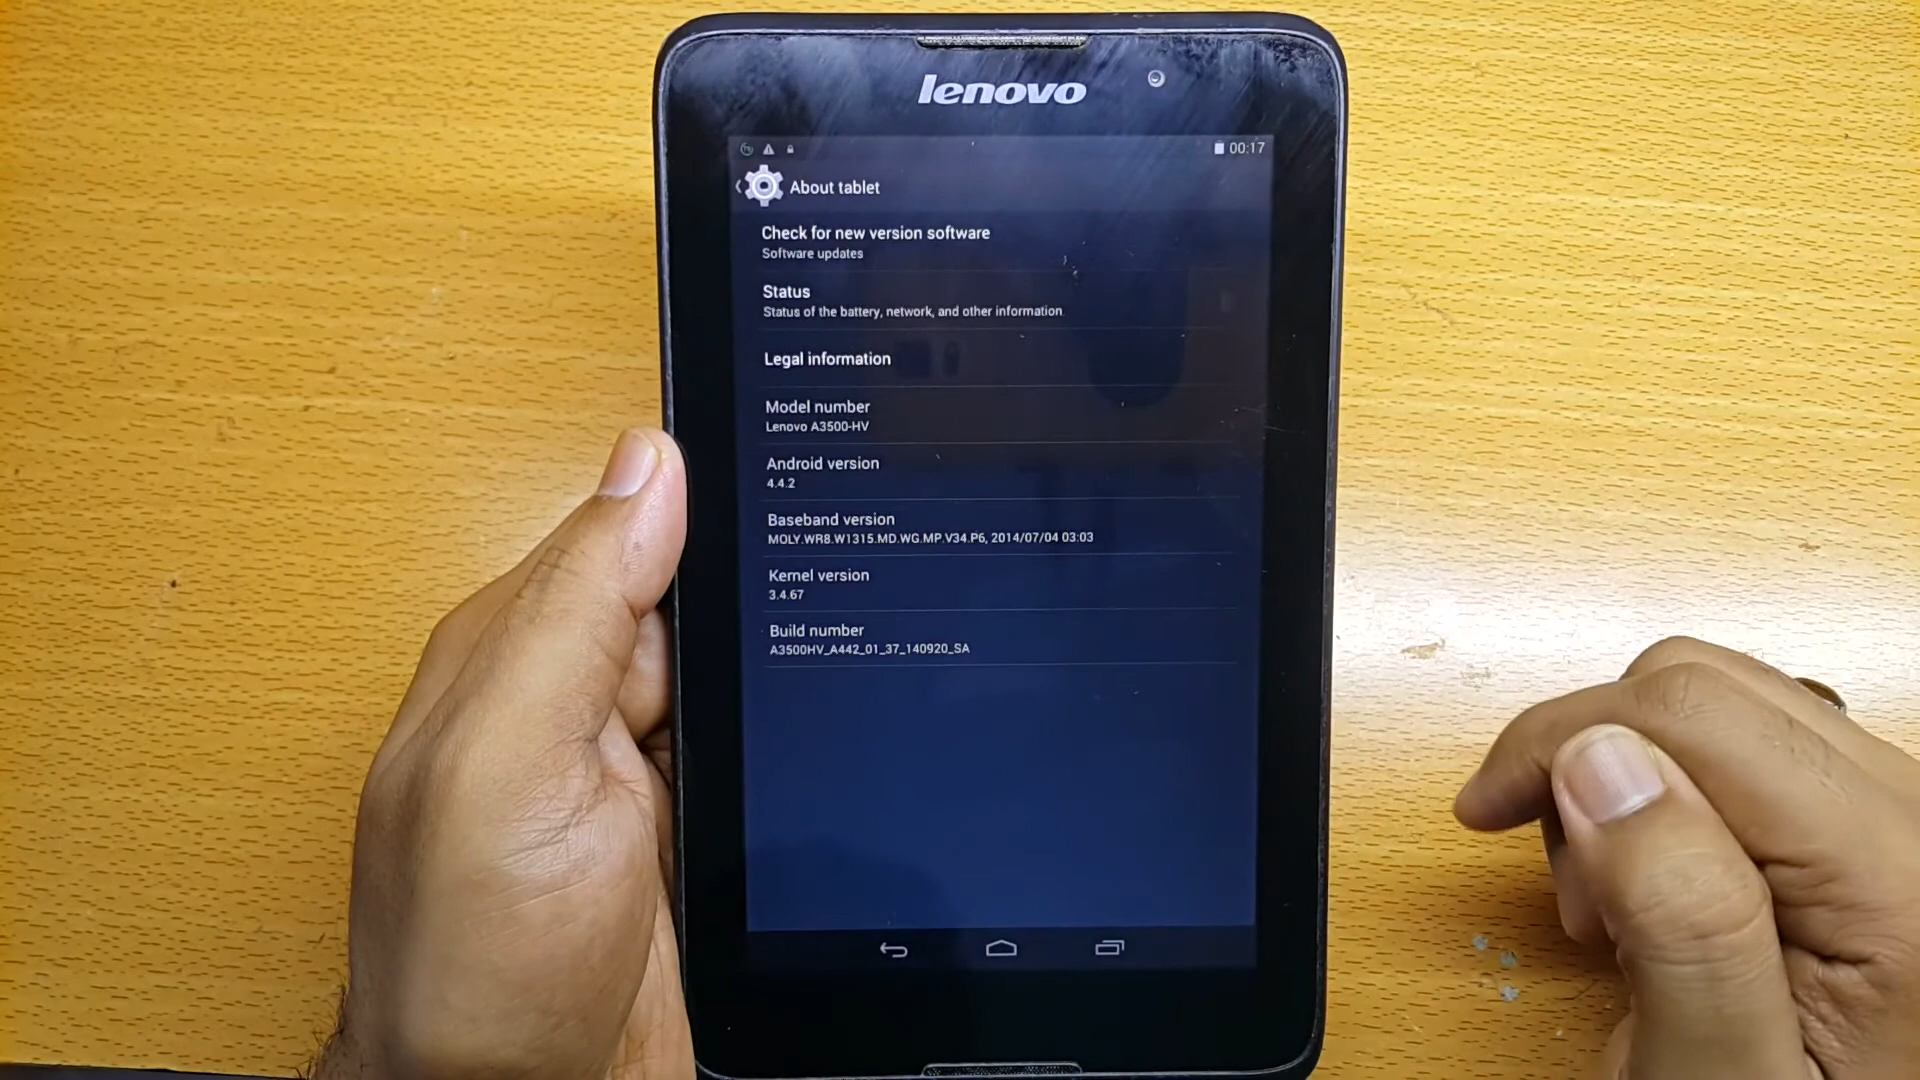 lenovo
00:17
About tablet
Check for new version software
Software updates
Status
Status of the battery, network, and other information
Legal information
Model number
Lenovo A3500-HV
Android version
4.4.2
Baseband version
MOLY.WR8.W1315.MD.WG.MP.V34.P6, 2014/07/04 03:03
Kernel version
3.4.67
Build number
A3500HV_A442_01_37_140920_SA